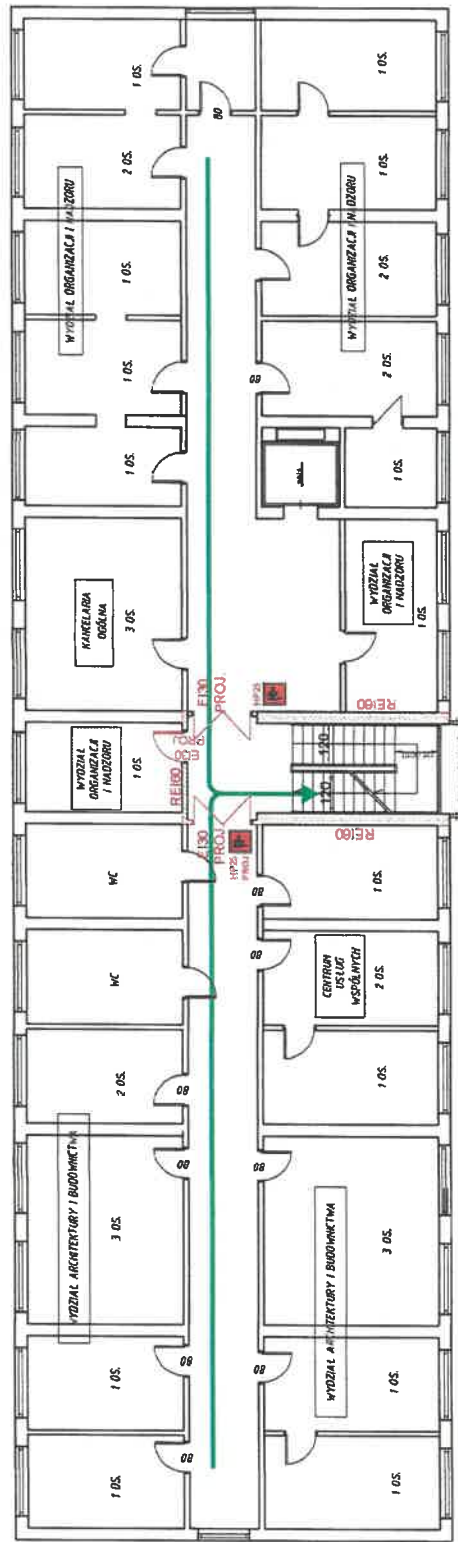 1 OS.
1 OS.
2 OS.
1 OS.
WYDZIAŁ ORGANIZACJI I NADZORU
WYDZIAŁ ORGANIZACJI I NADZORU
1 OS.
2 OS.
1 OS.
2 OS.
1 OS.
1 OS.
80
80
KANCELARIA
OGÓLNA
3 OS.
WYDZIAŁ
ORGANIZACJI
I NADZORU
1 OS.
EI30
PROJ.
HP25
REI60
WYDZIAŁ
ORGANIZACJI
I NADZORU
1 OS.
REI60
120
120
EI30
PROJ.
HP25
PROJ
REI60
WC
WC
80
80
1 OS.
CENTRUM
USŁUG
WSPÓLNYCH
2 OS.
1 OS.
2 OS.
80
80
80
WYDZIAŁ ARCHITEKTURY I BUDOWNICTWA
3 OS.
WYDZIAŁ ARCHITEKTURY I BUDOWNICTWA
3 OS.
80
80
80
1 OS.
1 OS.
1 OS.
1 OS.